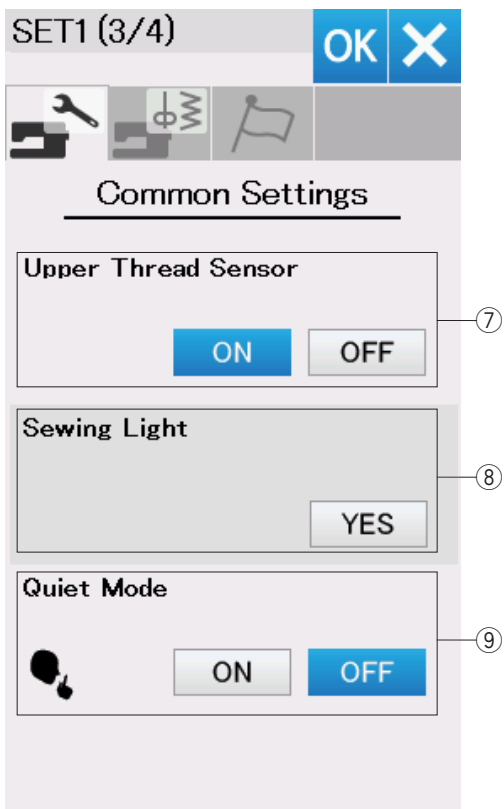 SET1 (3/4)
OK
Common Settings
Upper Thread Sensor
ON OFF
⑦
Sewing Light
YES
⑧
Quiet Mode
ON OFF
⑨